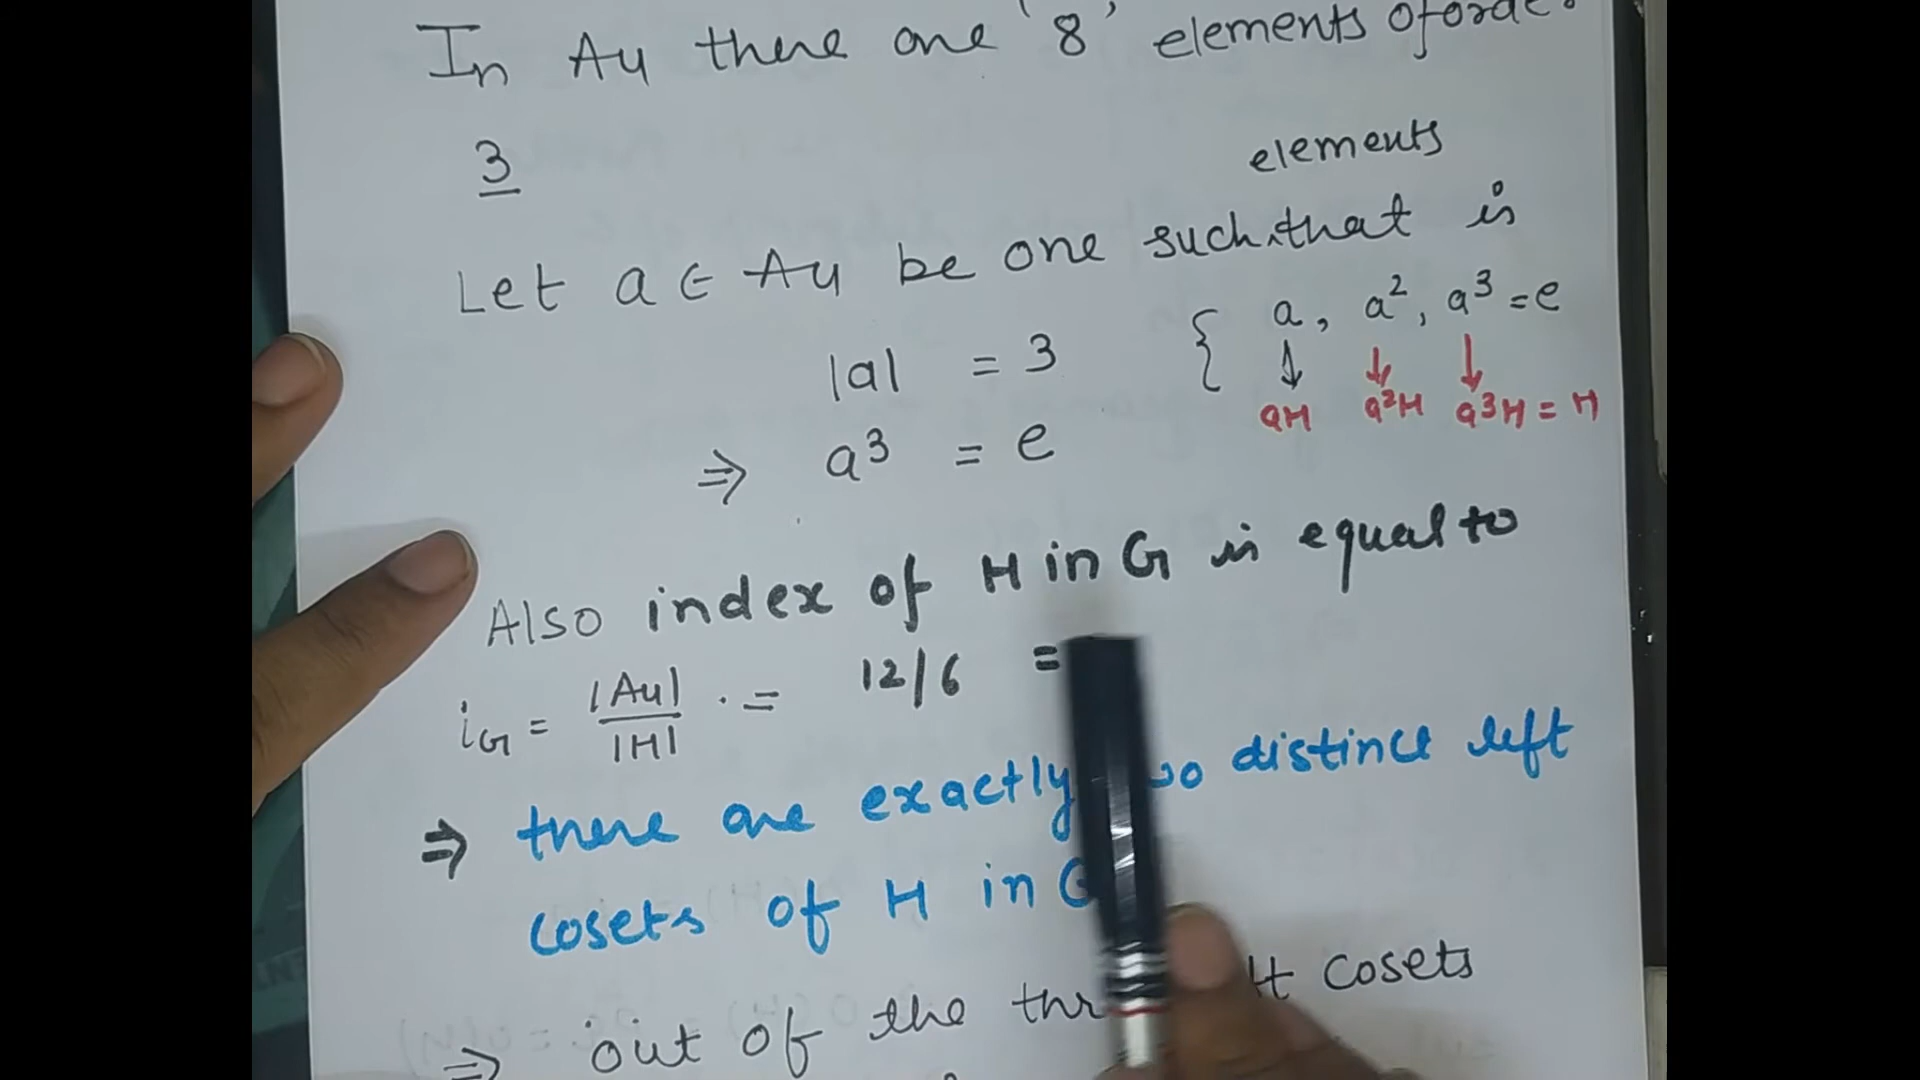 In A4 there are '8' elements of order
3
elements
Let a ∈ A4 be one such that is
|a| = 3 { a, a², a³ = e
aH a²H a³H = H
⇒ a³ = e
Also index of H in G is equal to
iG = |A4| / |H| = 12/6 =
⇒ there are exactly two distince left
cosets of H in G
⇒ out of the cosets